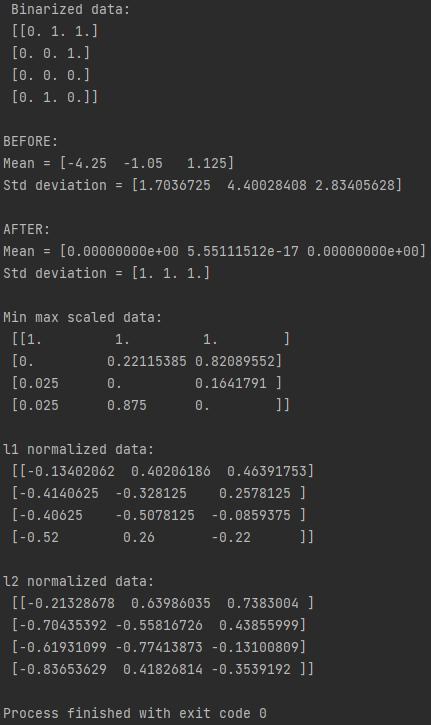 Binarized data:
[[0. 1. 1.]
[0. 0. 1.]
[0. 0. 0.]
[0. 1. 0.]]
BEFORE:
Mean = [-4.25  -1.05   1.125]
Std deviation = [1.7036725  4.40028408 2.83405628]
AFTER:
Mean = [0.00000000e+00 5.55111512e-17 0.00000000e+00]
Std deviation = [1. 1. 1.]
Min max scaled data:
[[1.         1.         1.        ]
[0.         0.22115385 0.82089552]
[0.025      0.         0.1641791 ]
[0.025      0.875      0.        ]]
l1 normalized data:
[[-0.13402062  0.40206186  0.46391753]
[-0.4140625  -0.328125    0.2578125 ]
[-0.40625    -0.5078125  -0.0859375 ]
[-0.52        0.26       -0.22      ]]
l2 normalized data:
[[-0.21328678  0.63986035  0.7383004 ]
[-0.70435392 -0.55816726  0.43855999]
[-0.61931099 -0.77413873 -0.13100809]
[-0.83653629  0.41826814 -0.3539192 ]]
Process finished with exit code 0